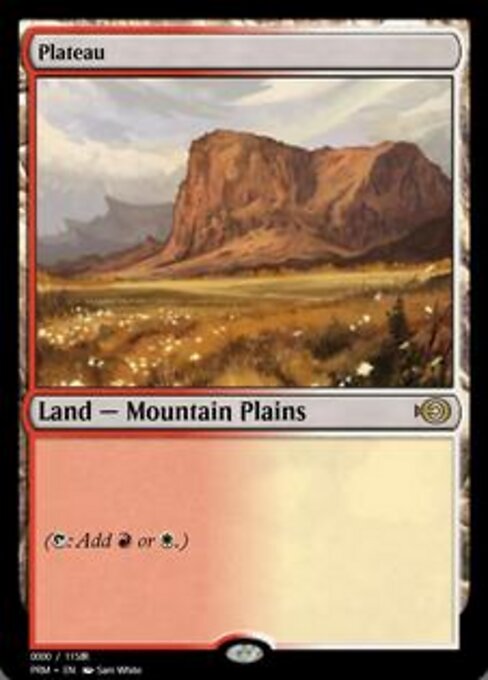 Plateau
Land — Mountain Plains
(: Add or .)
PRM • EN Sam White